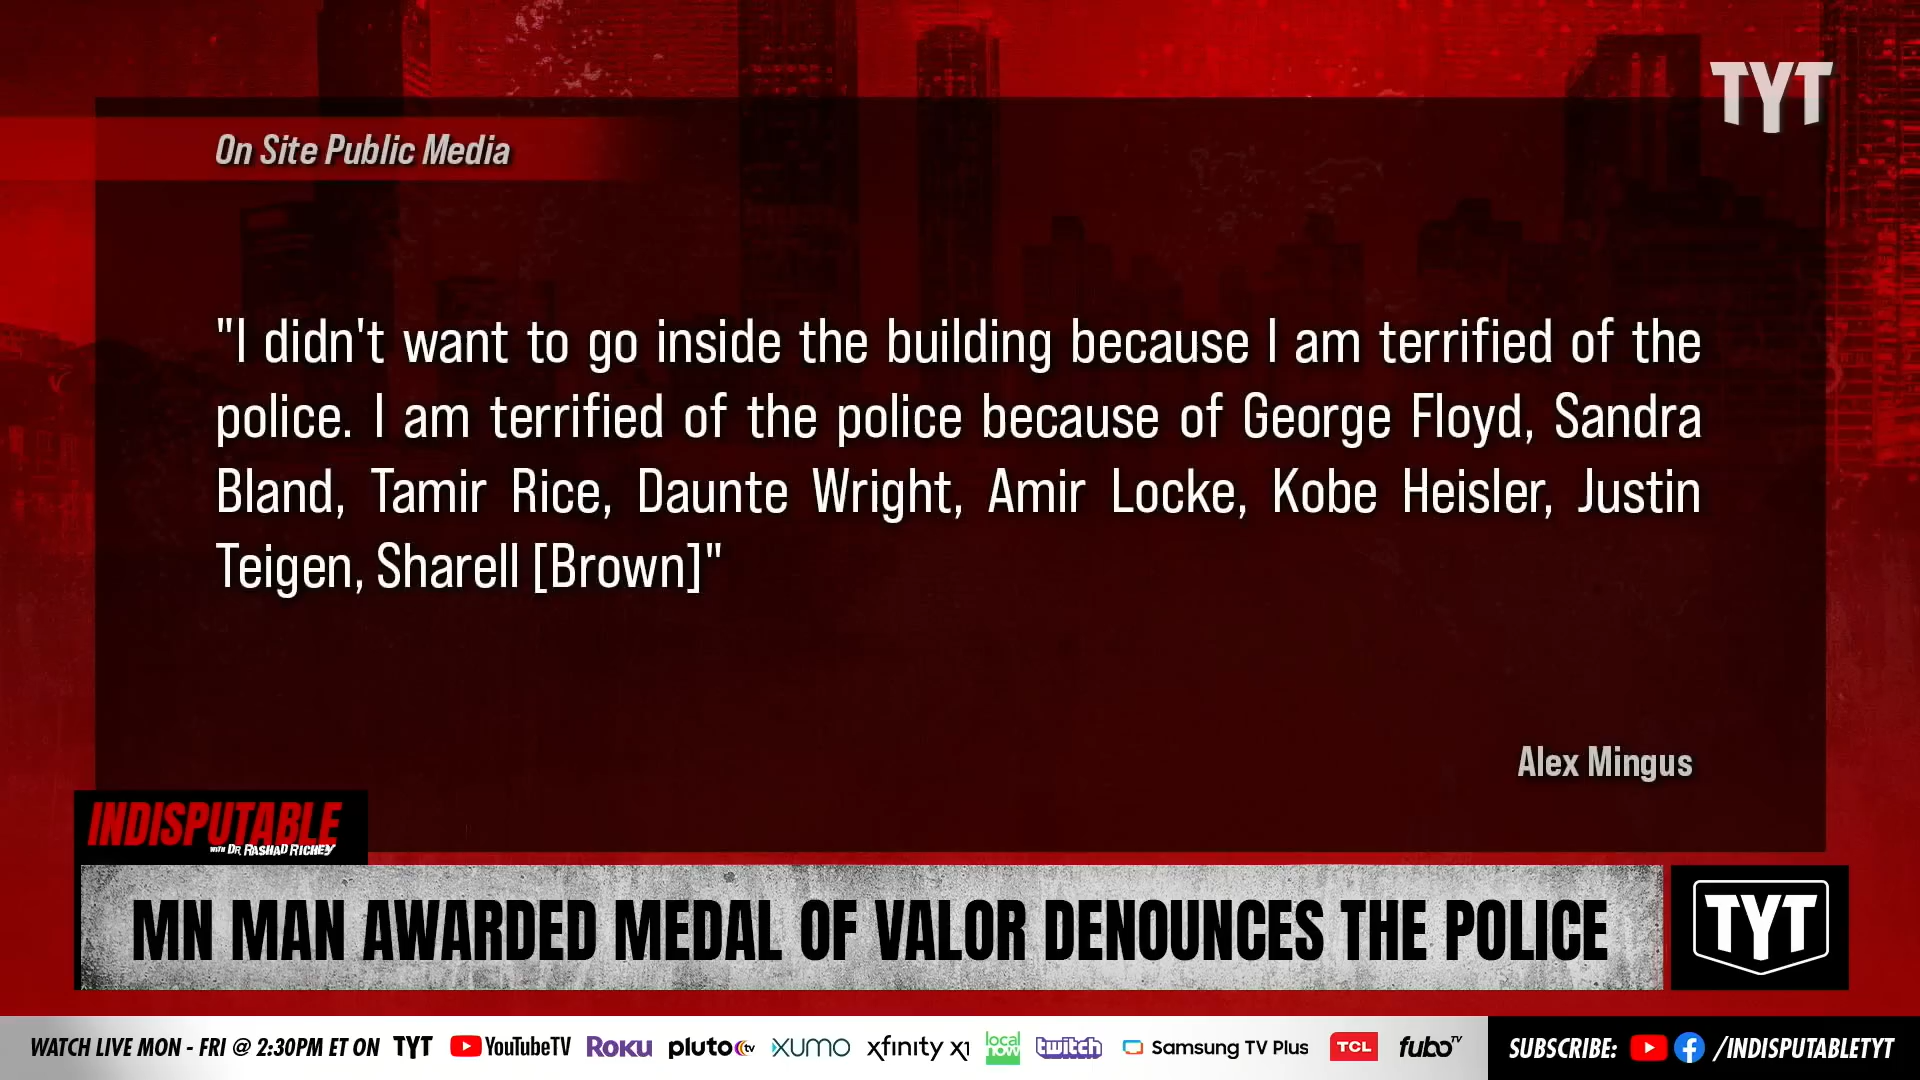 TYT
On Site Public Media
"I didn't want to go inside the building because I am terrified of the
police. I am terrified of the police because of George Floyd, Sandra
Bland, Tamir Rice, Daunte Wright, Amir Locke, Kobe Heisler, Justin
Teigen, Sharell [Brown]"
Alex Mingus
INDISPUTABLE
WITH DR RASHAD RICHEY
MN MAN AWARDED MEDAL OF VALOR DENOUNCES THE POLICE
TYT
WATCH LIVE MON - FRI @ 2:30PM ET ON TYT YouTubeTV ROKU pluto tv XUMO xfinity x1 local now twitch Samsung TV Plus TCL fubo TV SUBSCRIBE: /INDISPUTABLETYT